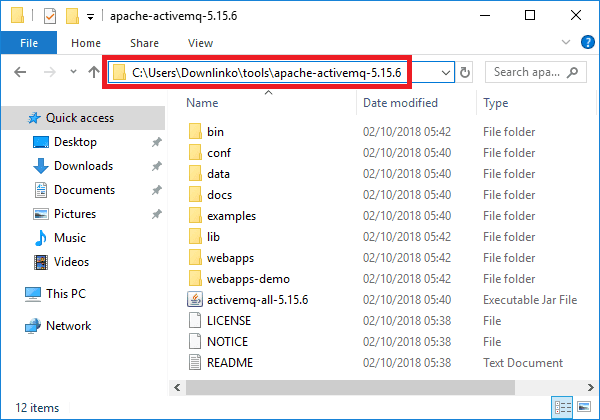 apache-activemq-5.15.6
File Home Share View
C:\Users\Downlinko\tools\apache-activemq-5.15.6 Search apa...
Name Date modified Type
Quick access
Desktop
Downloads
Documents
Pictures
Music
Videos
This PC
Network
bin 02/10/2018 05:42 File folder
conf 02/10/2018 05:40 File folder
data 02/10/2018 05:40 File folder
docs 02/10/2018 05:40 File folder
examples 02/10/2018 05:40 File folder
lib 02/10/2018 05:42 File folder
webapps 02/10/2018 05:42 File folder
webapps-demo 02/10/2018 05:42 File folder
activemq-all-5.15.6 02/10/2018 05:40 Executable Jar File
LICENSE 02/10/2018 05:38 File
NOTICE 02/10/2018 05:38 File
README 02/10/2018 05:38 Text Document
12 items